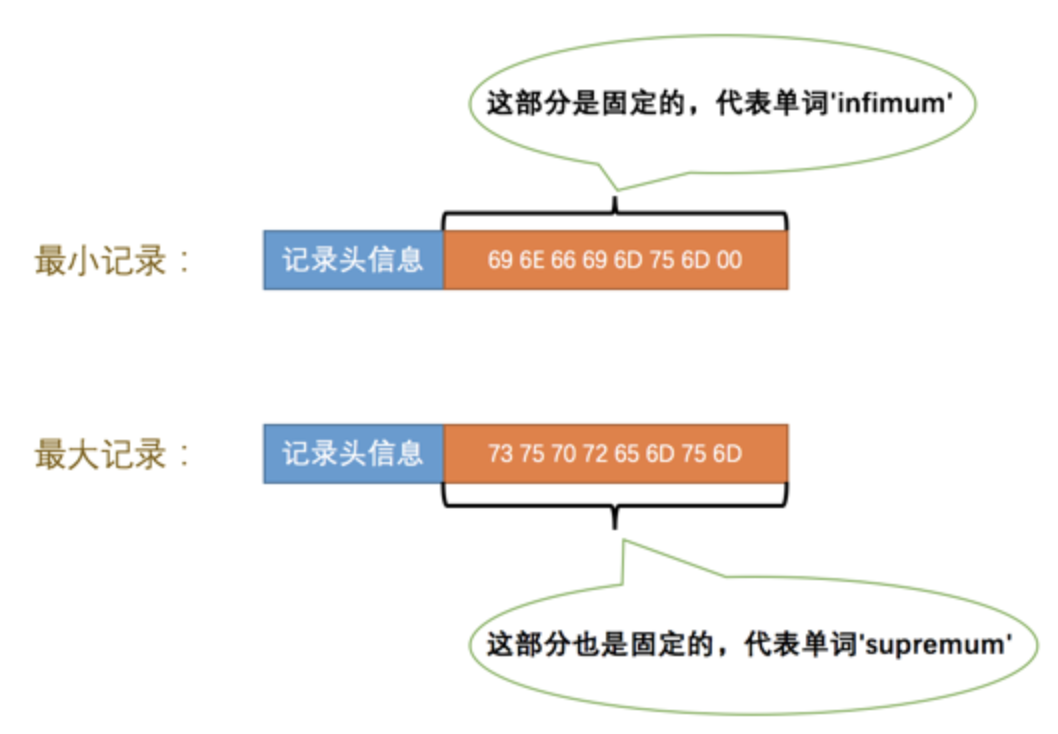 这部分是固定的，代表单词'infimum'
最小记录：
记录头信息
69 6E 66 69 6D 75 6D 00
最大记录：
记录头信息
73 75 70 72 65 6D 75 6D
这部分也是固定的，代表单词'supremum'